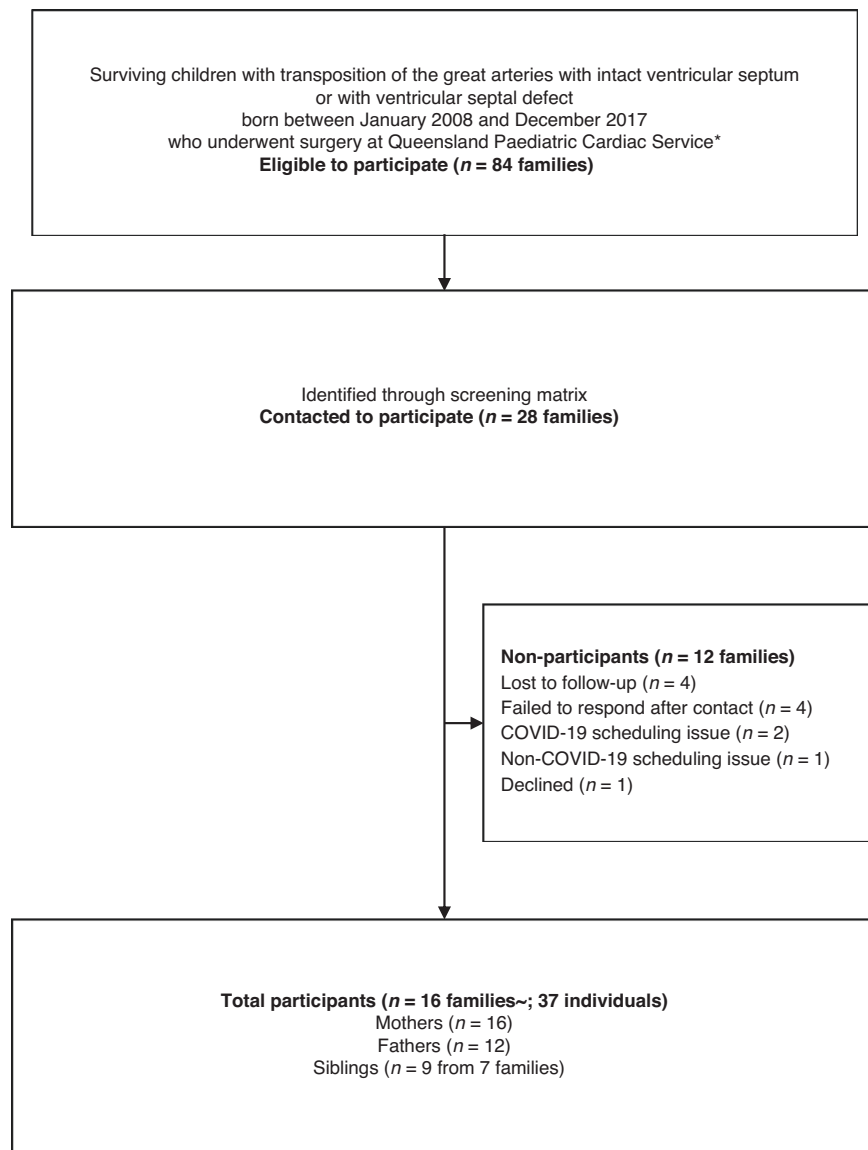 Surviving children with transposition of the great arteries with intact ventricular septum
or with ventricular septal defect
born between January 2008 and December 2017
who underwent surgery at Queensland Paediatric Cardiac Service*
Eligible to participate (n = 84 families)
Identified through screening matrix
Contacted to participate (n = 28 families)
Non-participants (n = 12 families)
Lost to follow-up (n = 4)
Failed to respond after contact (n = 4)
COVID-19 scheduling issue (n = 2)
Non-COVID-19 scheduling issue (n = 1)
Declined (n = 1)
Total participants (n = 16 families~; 37 individuals)
Mothers (n = 16)
Fathers (n = 12)
Siblings (n = 9 from 7 families)